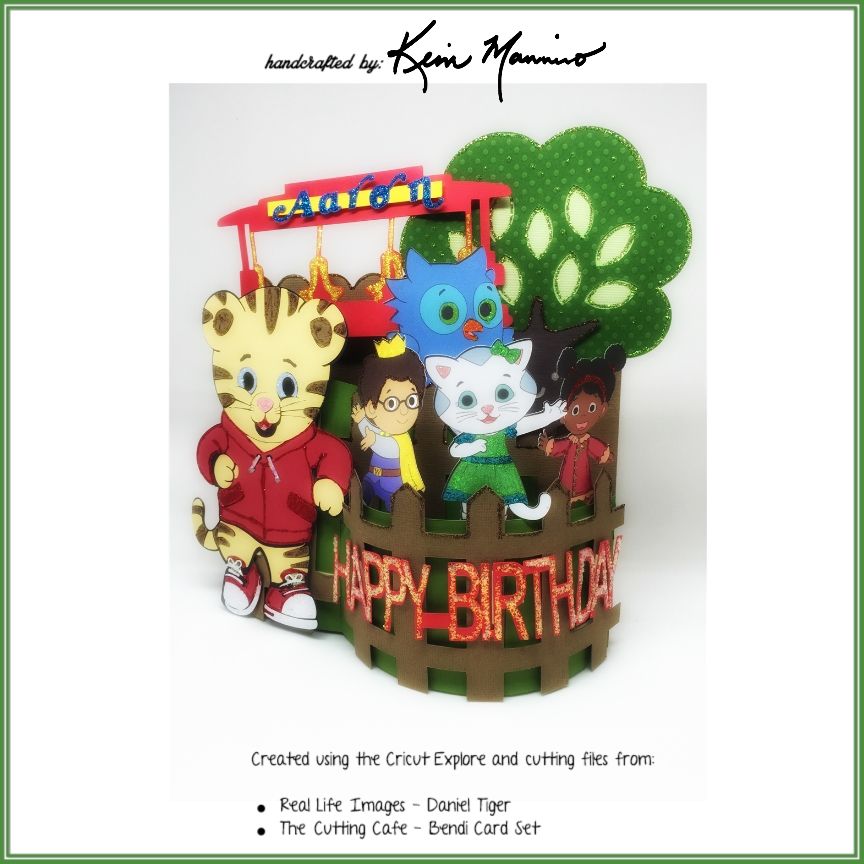 handcrafted by: Kim Mannino
Aaron
HAPPY BIRTHDAY
Created using the Cricut Explore and cutting files from:
• Real Life Images - Daniel Tiger
• The Cutting Cafe - Bendi Card Set